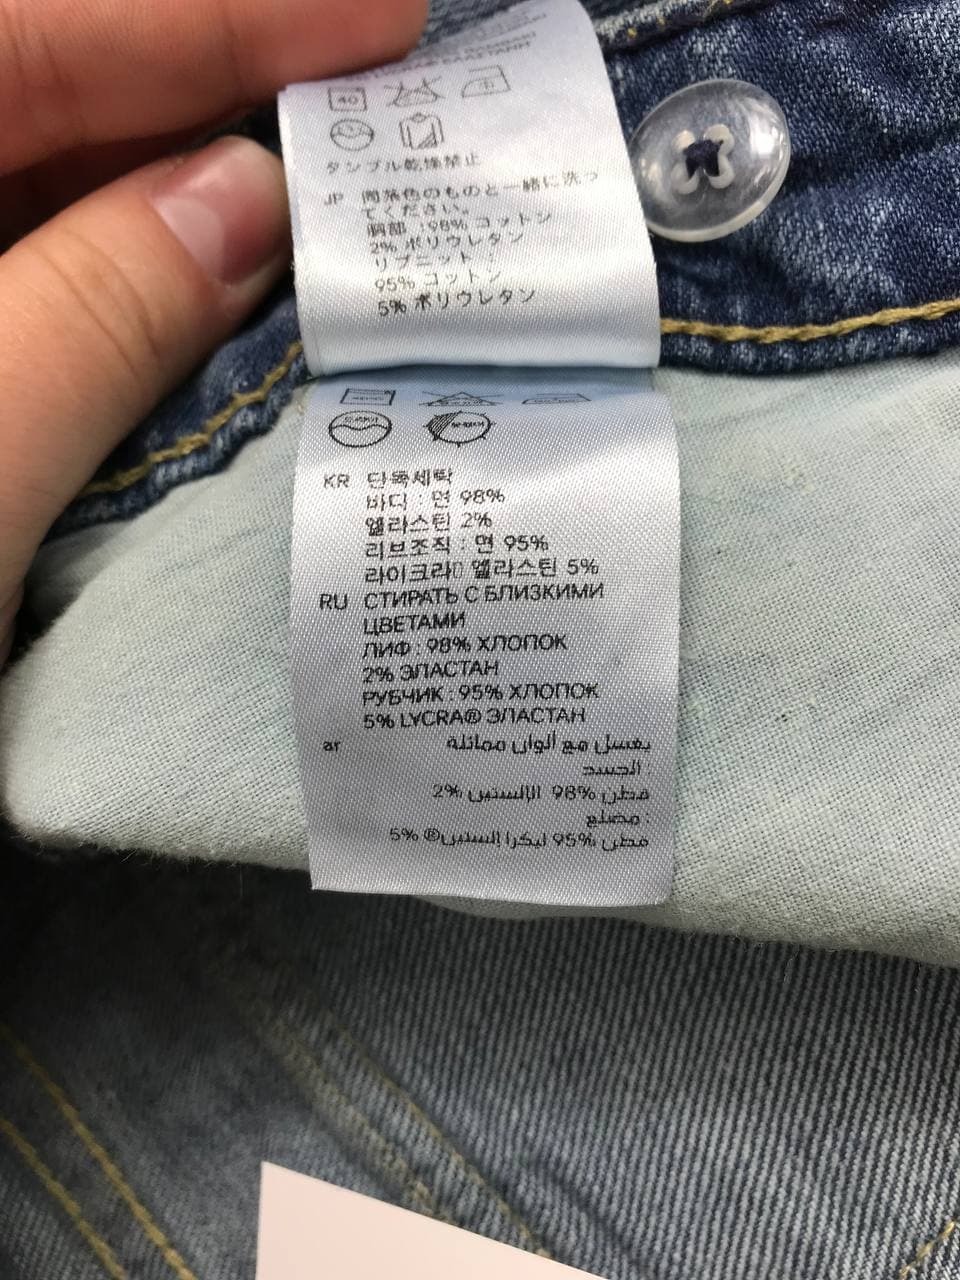 40
タンブル乾燥禁止
JP 同系色のものと一緒に洗っ
てください。
胴部 : 98% コットン
2% ポリウレタン
リブニット :
95% コットン
5% ポリウレタン
KR 단독세탁
바디 : 면 98%
엘라스틴 2%
리브조직 : 면 95%
라이크라▯ 엘라스틴 5%
RU СТИРАТЬ С БЛИЗКИМИ
ЦВЕТАМИ
ЛИФ : 98% ХЛОПОК
2% ЭЛАСТАН
РУБЧИК : 95% ХЛОПОК
5% LYCRA® ЭЛАСТАН
ar يغسل مع ألوان مماثلة
الجسد :
قطن 98% الإلستين 2%
مضلع :
قطن 95% ليكرا إلستين® 5%